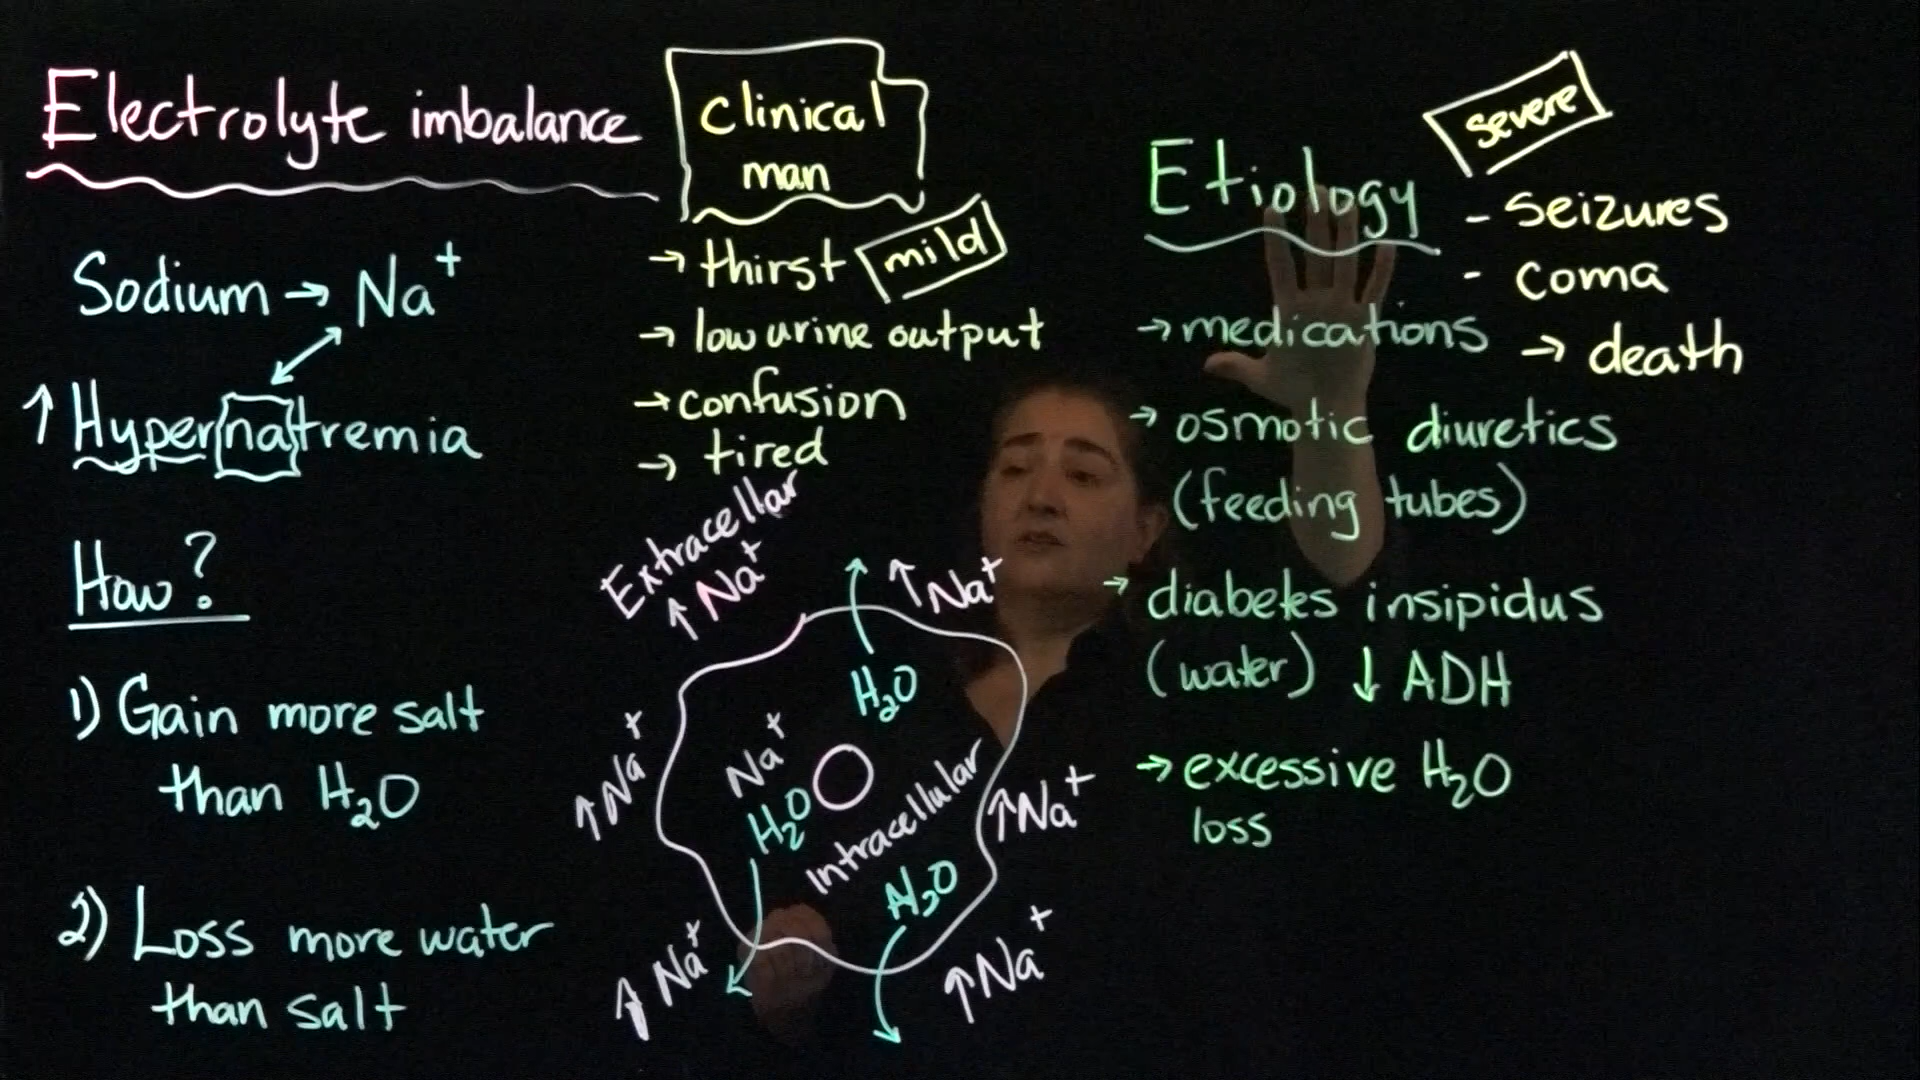 Electrolyte imbalance
Sodium → Na⁺
↑ Hypernatremia
How?
1) Gain more salt
than H₂O
2) Loss more water
than salt
clinical
man
→ thirst mild
→ low urine output
→ confusion
→ tired
Extracellar
↑ Na⁺
↑ Na⁺
↑ Na⁺
↑ Na⁺
↑ Na⁺
↑ Na⁺
H₂O
Na⁺
H₂O
Intracellular
H₂O
Etiology
→ medications
→ osmotic diuretics
(feeding tubes)
→ diabetes insipidus
(water) ↓ ADH
→ excessive H₂O
loss
severe
- seizures
- coma
→ death